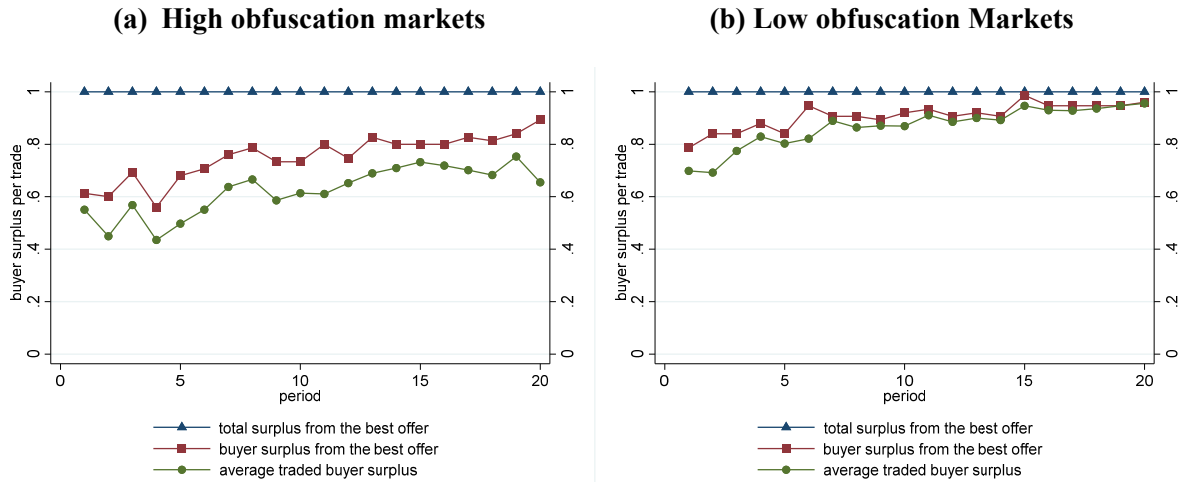 (a) High obfuscation markets
buyer surplus per trade
0 .2 .4 .6 .8 1
0 .2 .4 .6 .8 1
0 5 10 15 20
period
total surplus from the best offer
buyer surplus from the best offer
average traded buyer surplus
(b) Low obfuscation Markets
buyer surplus per trade
0 .2 .4 .6 .8 1
0 .2 .4 .6 .8 1
0 5 10 15 20
period
total surplus from the best offer
buyer surplus from the best offer
average traded buyer surplus